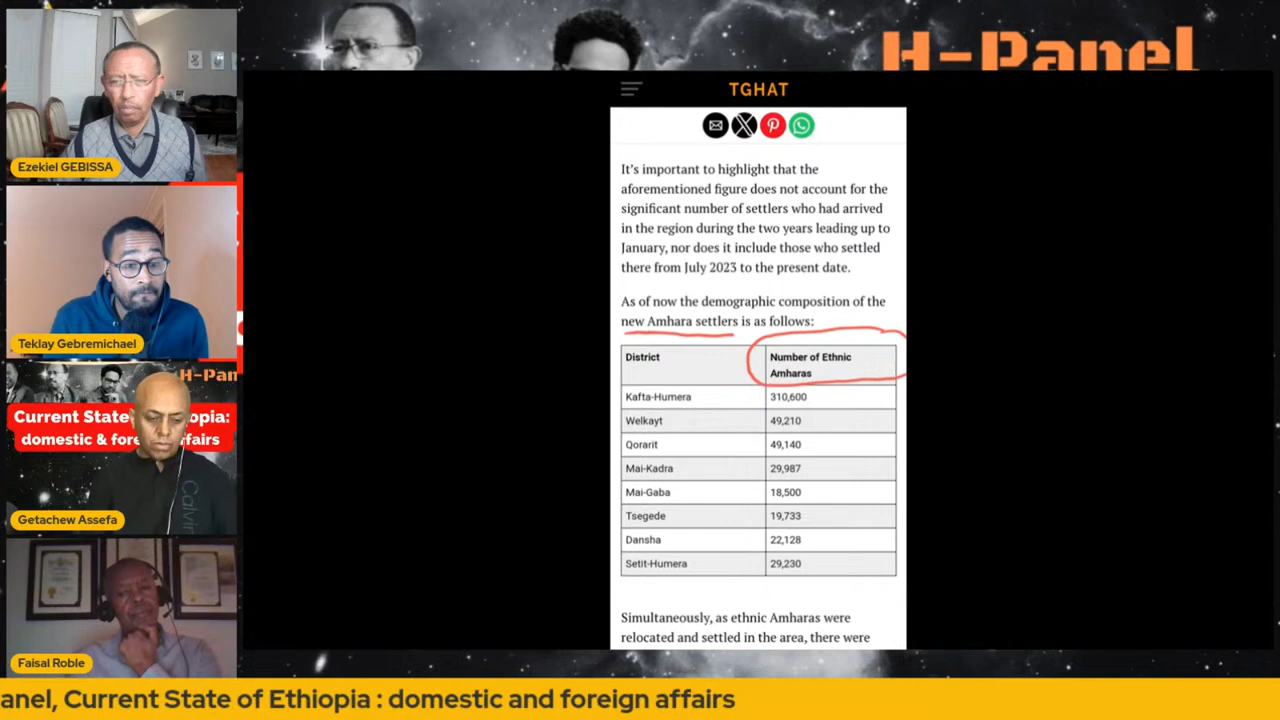 H-Panel
Ezekiel GEBISSA
Teklay Gebremichael
H-Pan
Current State
opia:
domestic & fore
ffairs
Calvin
Getachew Assefa
Faisal Roble
TGHAT
It's important to highlight that the
aforementioned figure does not account for the
significant number of settlers who had arrived
in the region during the two years leading up to
January, nor does it include those who settled
there from July 2023 to the present date.
As of now the demographic composition of the
new Amhara settlers is as follows:
District Number of Ethnic
Amharas
Kafta-Humera 310,600
Welkayt 49,210
Qorarit 49,140
Mai-Kadra 29,987
Mai-Gaba 18,500
Tsegede 19,733
Dansha 22,128
Setit-Humera 29,230
Simultaneously, as ethnic Amharas were
relocated and settled in the area, there were
anel, Current State of Ethiopia : domestic and foreign affairs